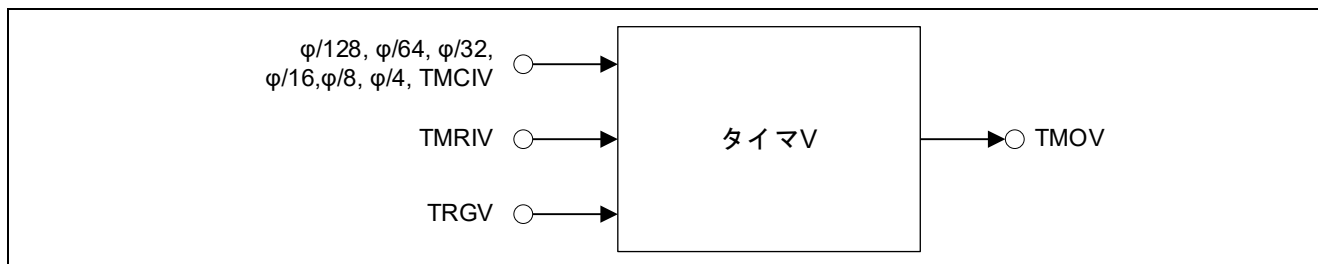 φ/128, φ/64, φ/32,
φ/16,φ/8, φ/4, TMCIV
TMRIV
タイマV
TMOV
TRGV